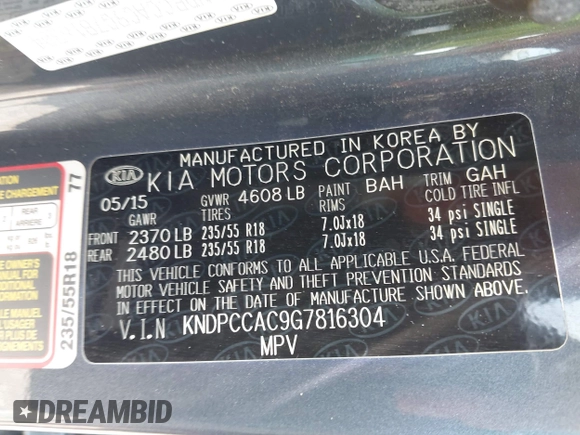 MANUFACTURED IN KOREA BY
KIA KIA MOTORS CORPORATION
05/15 GVWR 4608 LB PAINT BAH TRIM GAH
GAWR TIRES RIMS COLD TIRE INFL
FRONT 2370 LB 235/55 R18 7.0Jx18 34 psi SINGLE
REAR 2480 LB 235/55 R18 7.0Jx18 34 psi SINGLE
THIS VEHICLE CONFORMS TO ALL APPLICABLE U.S.A. FEDERAL
MOTOR VEHICLE SAFETY AND THEFT PREVENTION STANDARDS
IN EFFECT ON THE DATE OF MANUFACTURE SHOWN ABOVE.
V.I.N KNDPCCAC9G7816304
MPV
77
235/55R18
REAR
ARRIERE
DREAMBID